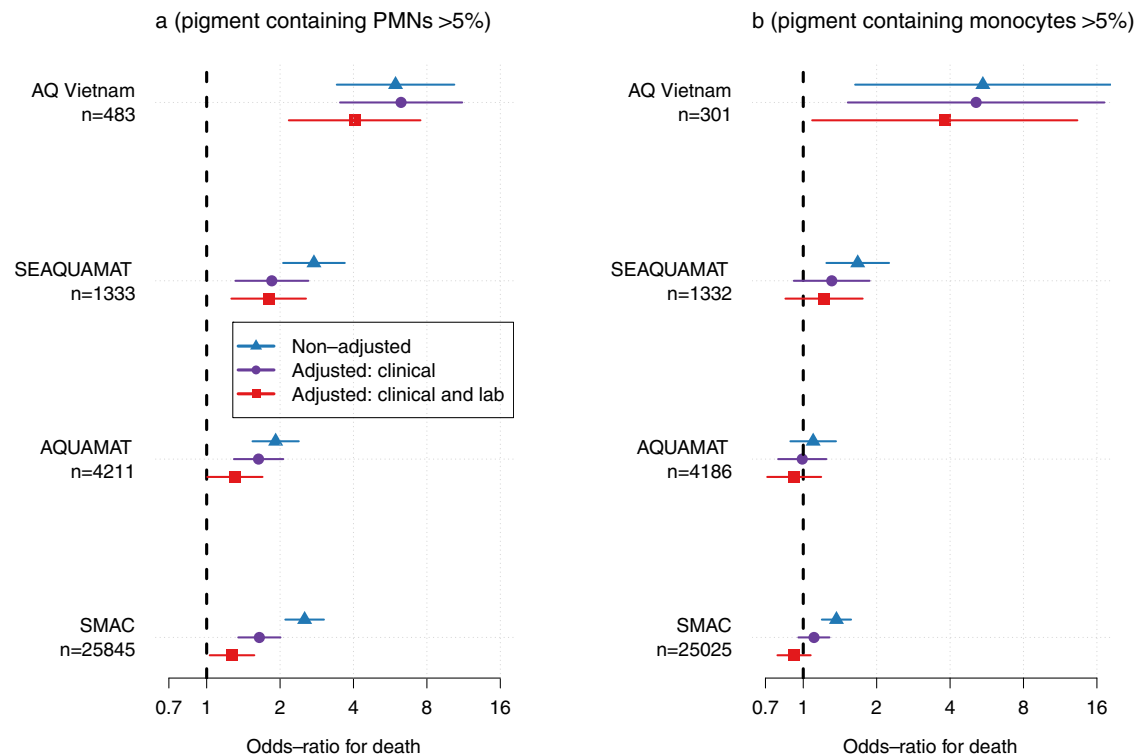 a (pigment containing PMNs >5%)
AQ Vietnam
n=483
SEAQUAMAT
n=1333
Non–adjusted
Adjusted: clinical
Adjusted: clinical and lab
AQUAMAT
n=4211
SMAC
n=25845
0.7 1 2 4 8 16
Odds–ratio for death
b (pigment containing monocytes >5%)
AQ Vietnam
n=301
SEAQUAMAT
n=1332
AQUAMAT
n=4186
SMAC
n=25025
0.7 1 2 4 8 16
Odds–ratio for death